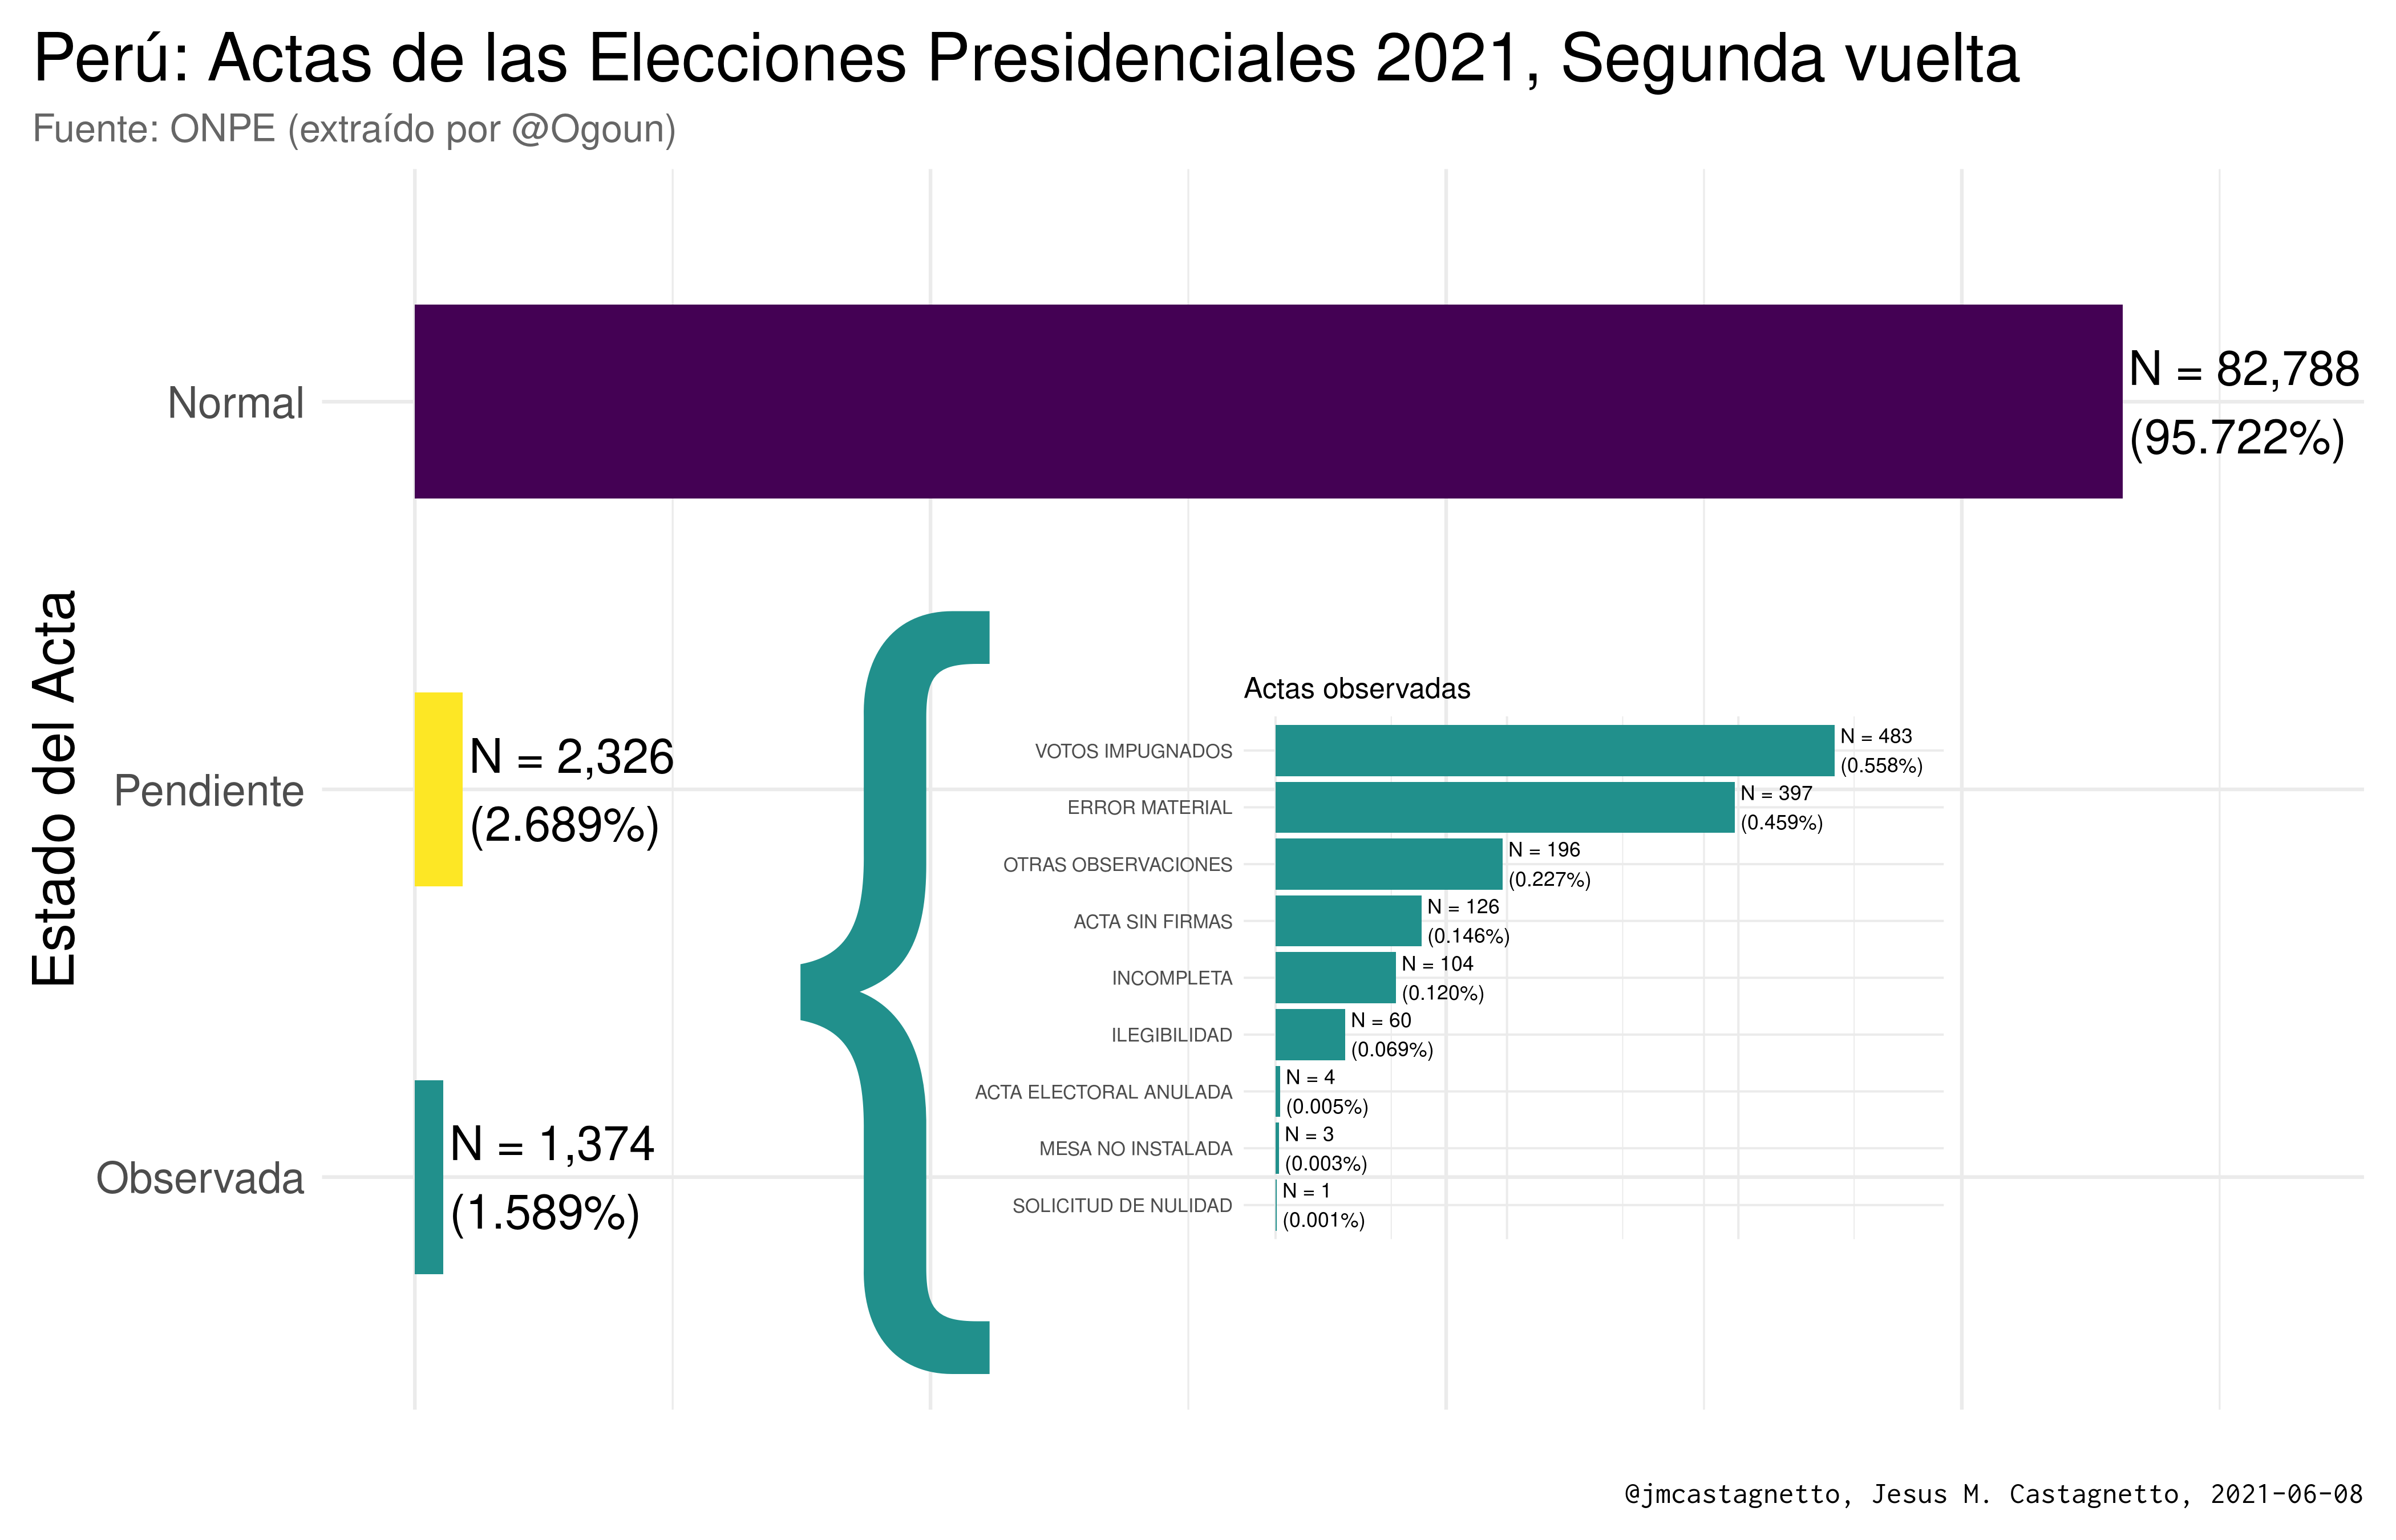 Perú: Actas de las Elecciones Presidenciales 2021, Segunda vuelta
Fuente: ONPE (extraído por @Ogoun)
Estado del Acta
Normal
N = 82,788
(95.722%)
Pendiente
N = 2,326
(2.689%)
Observada
N = 1,374
(1.589%)
{
Actas observadas
VOTOS IMPUGNADOS
N = 483
(0.558%)
ERROR MATERIAL
N = 397
(0.459%)
OTRAS OBSERVACIONES
N = 196
(0.227%)
ACTA SIN FIRMAS
N = 126
(0.146%)
INCOMPLETA
N = 104
(0.120%)
ILEGIBILIDAD
N = 60
(0.069%)
ACTA ELECTORAL ANULADA
N = 4
(0.005%)
MESA NO INSTALADA
N = 3
(0.003%)
SOLICITUD DE NULIDAD
N = 1
(0.001%)
@jmcastagnetto, Jesus M. Castagnetto, 2021-06-08